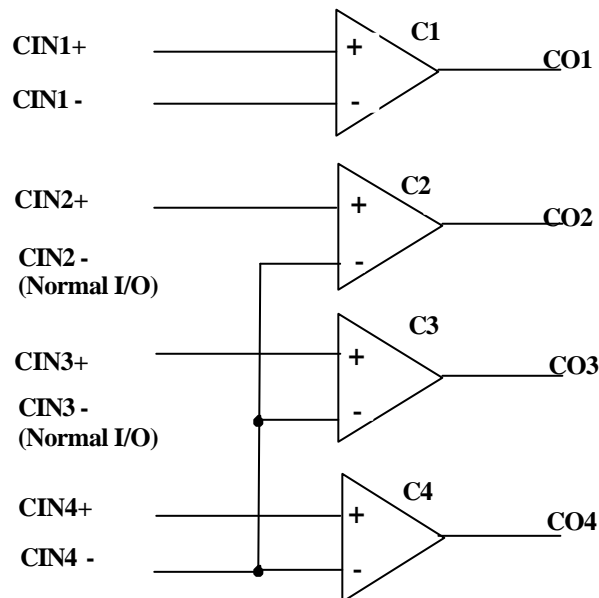 C1
CIN1+
+
CO1
CIN1 -
-
C2
CIN2+
+
CO2
CIN2 -
-
(Normal I/O)
C3
CIN3+
+
CO3
CIN3 -
-
(Normal I/O)
C4
CIN4+
+
CO4
CIN4 -
-